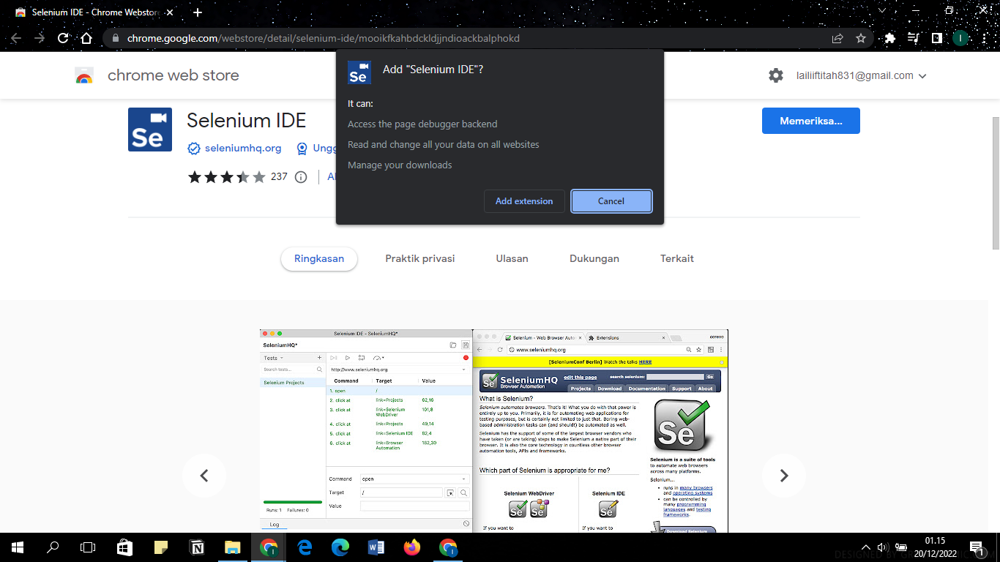 Selenium IDE - Chrome Webstore
chrome.google.com/webstore/detail/selenium-ide/mooikfkahbdckldjjndioackbalphokd
I
chrome web store
lailiiftitah831@gmail.com
Se
Add "Selenium IDE"?
It can:
Access the page debugger backend
Read and change all your data on all websites
Manage your downloads
Add extension
Cancel
Se
Selenium IDE
Memeriksa...
seleniumhq.org
Ungg
237
Ringkasan
Praktik privasi
Ulasan
Dukungan
Terkait
Selenium IDE - SeleniumHQ*
SeleniumHQ*
Tests
Search tests...
Selenium Projects
http://www.seleniumhq.org
Command Target Value
1. open /
2. click at link=Projects 62,16
3. click at link=Selenium WebDriver 101,8
4. click at link=Projects 49,14
5. click at link=Selenium IDE 82,4
6. click at link=Browser Automation 182,30
Command open
Target /
Value
Runs: 1 Failures: 0
Log
Selenium - Web Browser Auto
Extensions
corevo
www.seleniumhq.org
[SeleniumConf Berlin] Watch the talks HERE
SeleniumHQ
Browser Automation
edit this page
search selenium:
Go
Projects Download Documentation Support About
What is Selenium?
Selenium automates browsers. That's it! What you do with that power is
entirely up to you. Primarily, it is for automating web applications for
testing purposes, but is certainly not limited to just that. Boring web-
based administration tasks can (and should!) be automated as well.
Selenium has the support of some of the largest browser vendors who
have taken (or are taking) steps to make Selenium a native part of their
browser. It is also the core technology in countless other browser
automation tools, APIs and frameworks.
Which part of Selenium is appropriate for me?
Selenium WebDriver
Selenium IDE
If you want to
If you want to
Se
Selenium is a suite of tools
to automate web browsers
across many platforms.
Selenium...
runs in many browsers
and operating systems
can be controlled by
many programming
languages and testing
frameworks.
Download Selenium
01.15
20/12/2022
1
DESIGNED BY